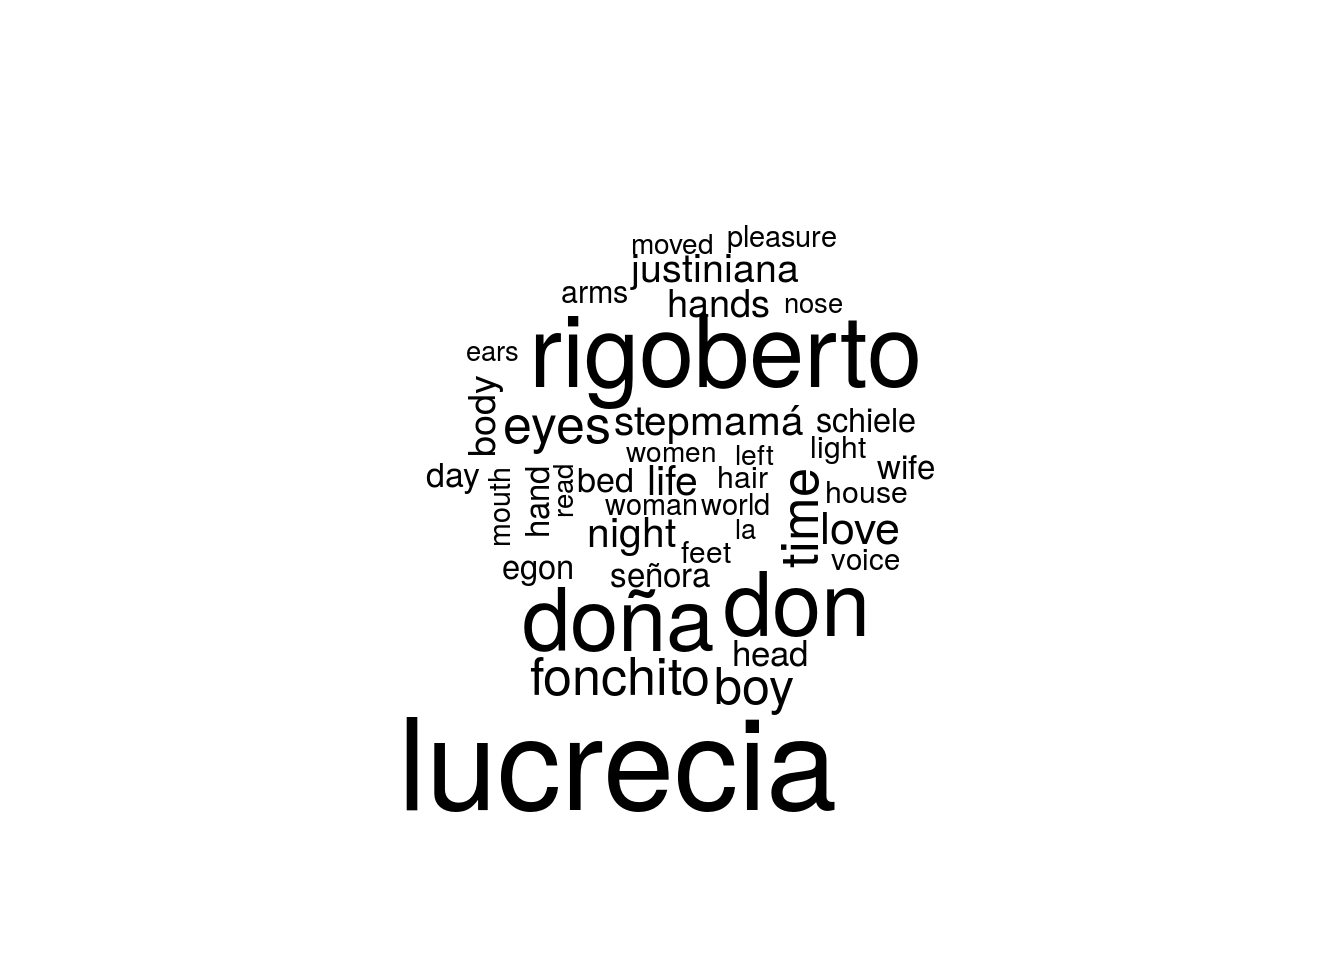 moved pleasure
justiniana
arms hands nose
rigoberto
ears
body eyes stepmamá schiele
women left light
day mouth hand read bed life hair time wife
woman world house
night la love
feet voice
egon señora
doña don
head
fonchito boy
lucrecia